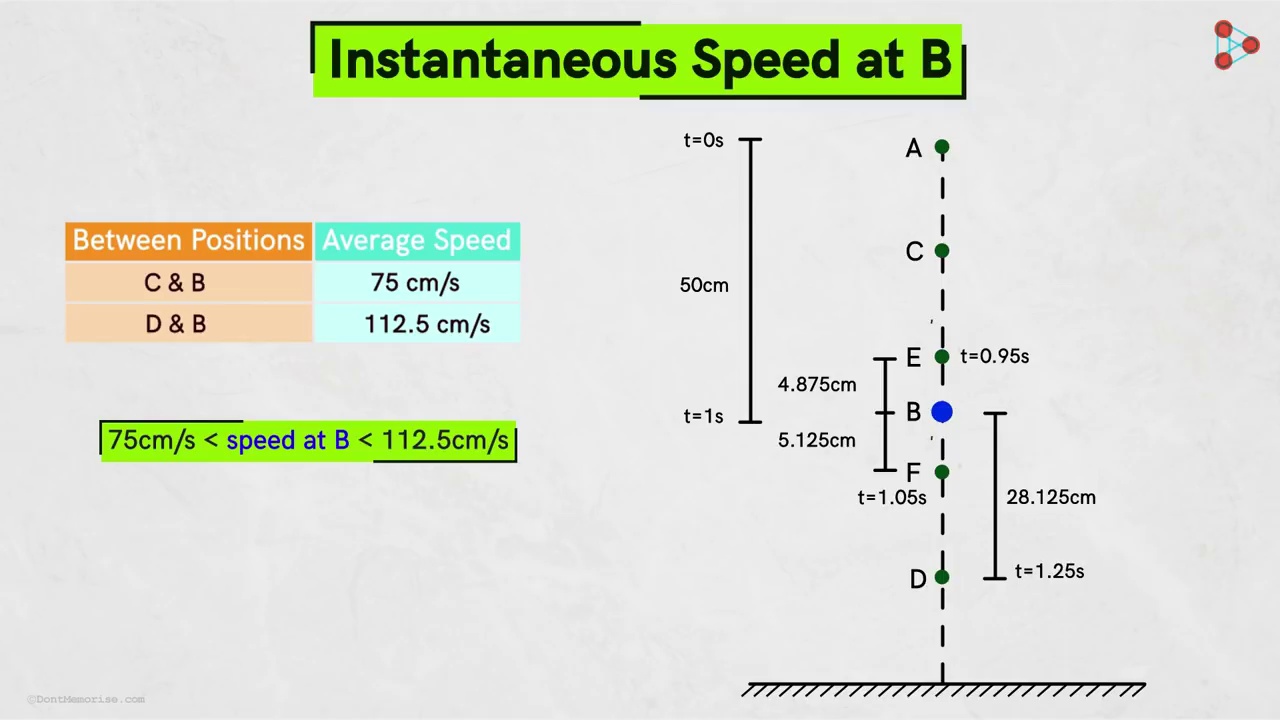 Instantaneous Speed at B
Between Positions Average Speed
C & B 75 cm/s
D & B 112.5 cm/s
75cm/s < speed at B < 112.5cm/s
t=0s
A
C
50cm
E t=0.95s
4.875cm
t=1s
B
5.125cm
F
t=1.05s
28.125cm
D
t=1.25s
©DontMemorise.com